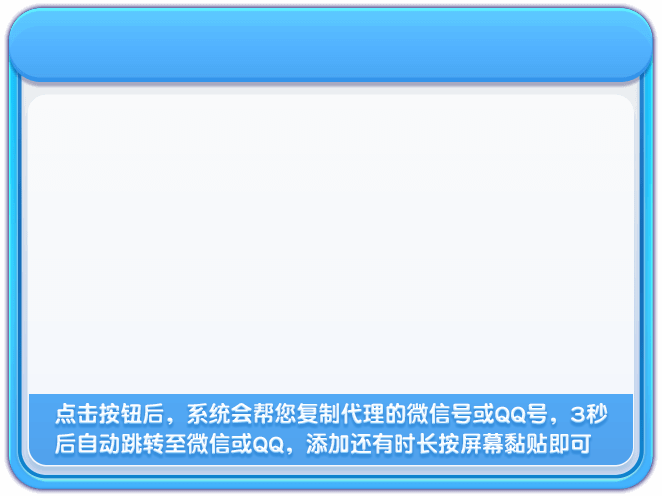 点击按钮后，系统会帮您复制代理的微信号或QQ号，3秒
后自动跳转至微信或QQ，添加还有时长按屏幕黏贴即可